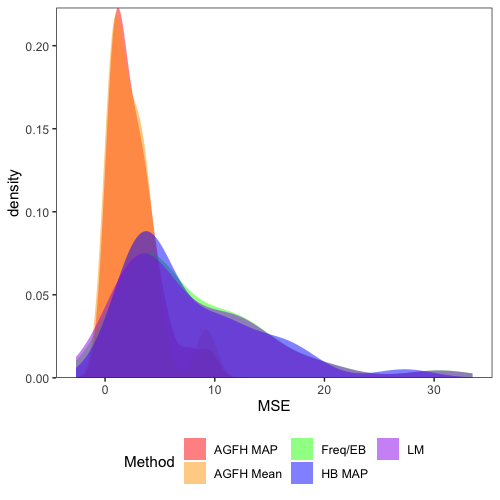 density
0.20
0.15
0.10
0.05
0.00
0 10 20 30
MSE
Method
AGFH MAP Freq/EB LM
AGFH Mean HB MAP